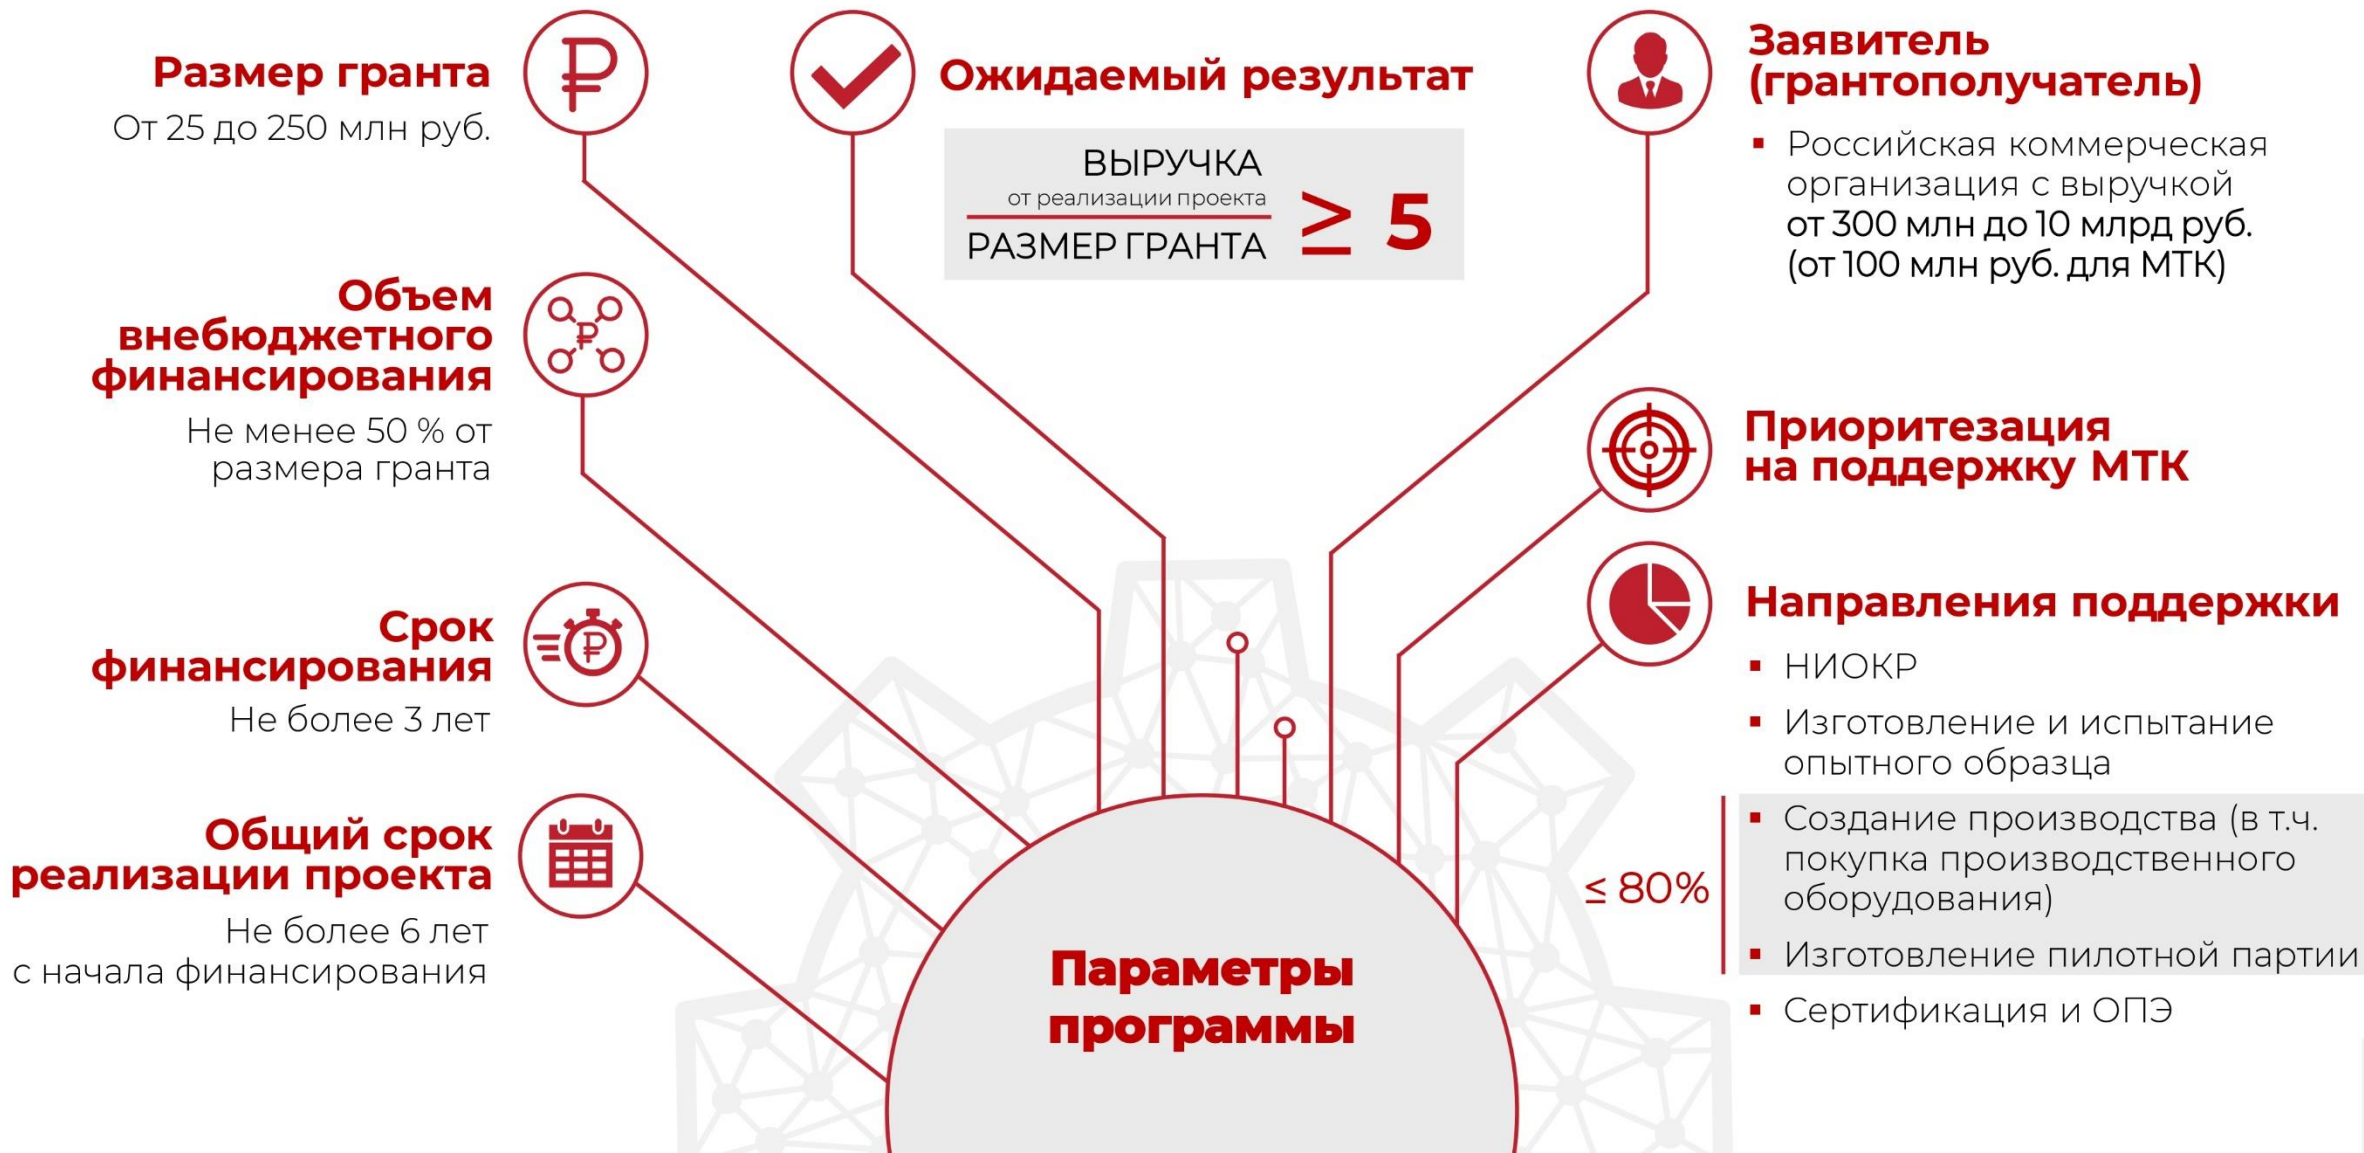 Размер гранта
От 25 до 250 млн руб.
Объем
внебюджетного
финансирования
Не менее 50 % от
размера гранта
Срок
финансирования
Не более 3 лет
Общий срок
реализации проекта
Не более 6 лет
с начала финансирования
Ожидаемый результат
ВЫРУЧКА
от реализации проекта
РАЗМЕР ГРАНТА
≥ 5
Параметры
программы
Заявитель
(грантополучатель)
▪ Российская коммерческая
организация с выручкой
от 300 млн до 10 млрд руб.
(от 100 млн руб. для МТК)
Приоритезация
на поддержку МТК
Направления поддержки
▪ НИОКР
▪ Изготовление и испытание
опытного образца
▪ Создание производства (в т.ч.
покупка производственного
оборудования)
≤ 80%
▪ Изготовление пилотной партии
▪ Сертификация и ОПЭ